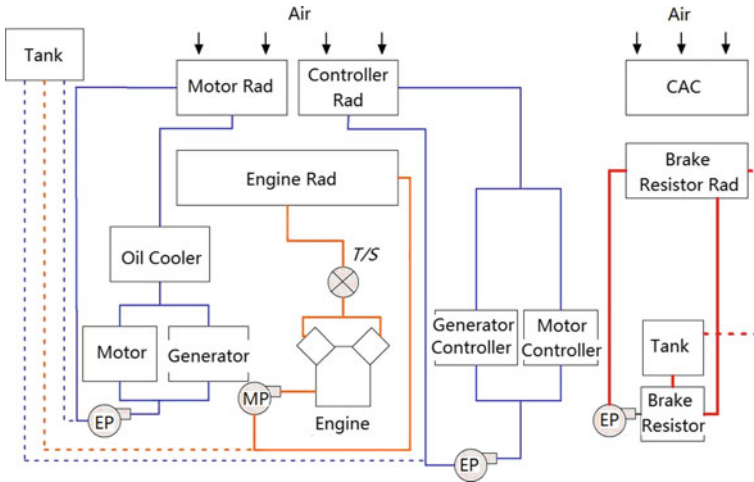 Air
Air
Tank
Motor Rad
Controller
Rad
CAC
Engine Rad
Brake
Resistor Rad
Oil Cooler
T/S
Motor
Generator
Generator
Controller
Motor
Controller
Tank
MP
EP
Engine
EP
EP
Brake
Resistor